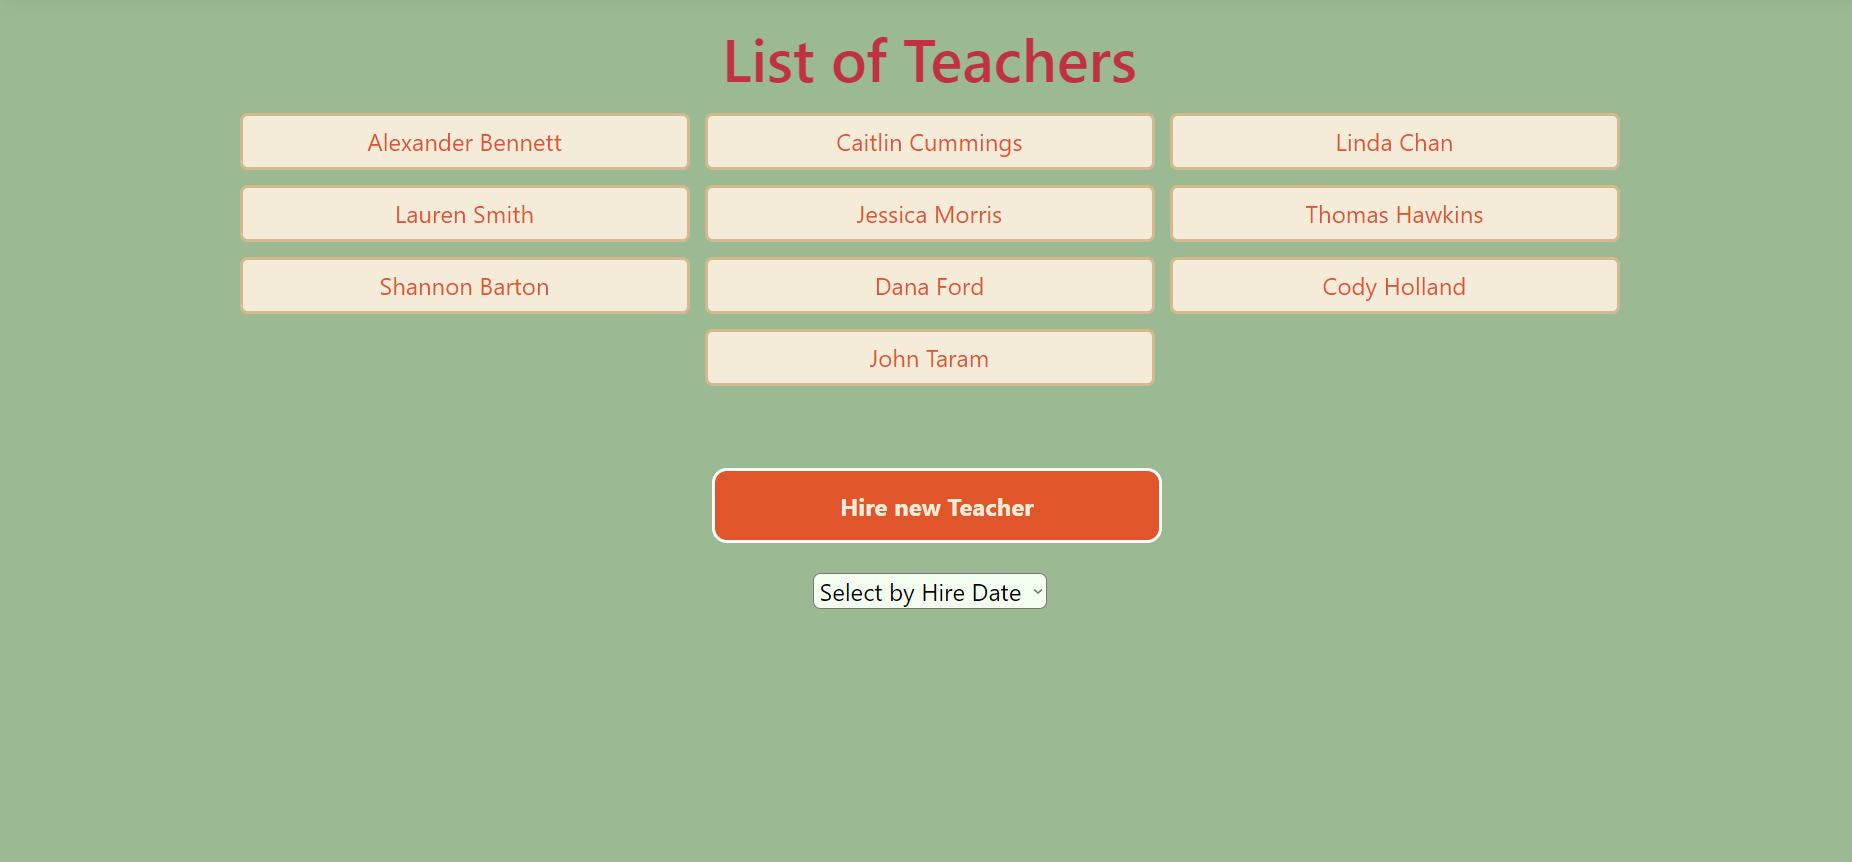 List of Teachers
Alexander Bennett
Caitlin Cummings
Linda Chan
Lauren Smith
Jessica Morris
Thomas Hawkins
Shannon Barton
Dana Ford
Cody Holland
John Taram
Hire new Teacher
Select by Hire Date